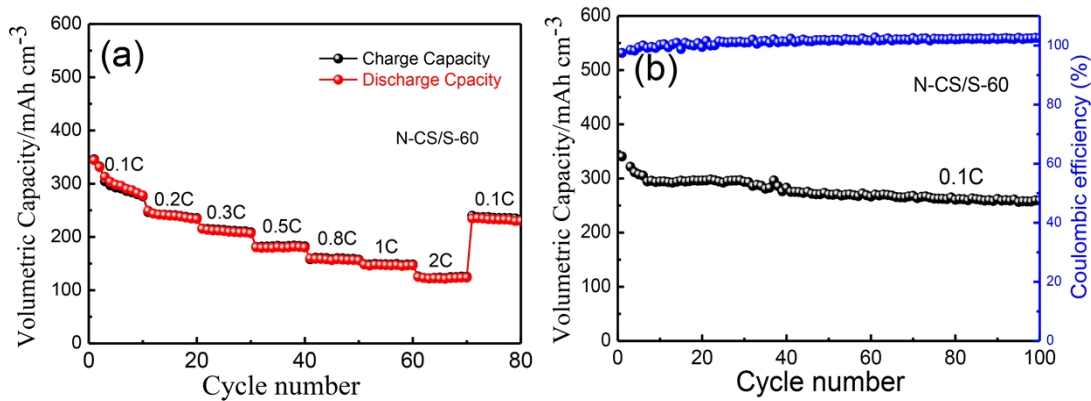 (a)
Charge Capacity
Discharge Cpacity
N-CS/S-60
0.1C
0.2C
0.3C
0.5C
0.8C
1C
2C
0.1C
Volumetric Capacity/mAh cm-3
600
500
400
300
200
100
0
0 20 40 60 80
Cycle number
(b)
N-CS/S-60
0.1C
Volumetric Capacity/mAh cm-3
600
500
400
300
200
100
0
0 20 40 60 80 100
Cycle number
Coulombic efficiency (%)
100
80
60
40
20
0